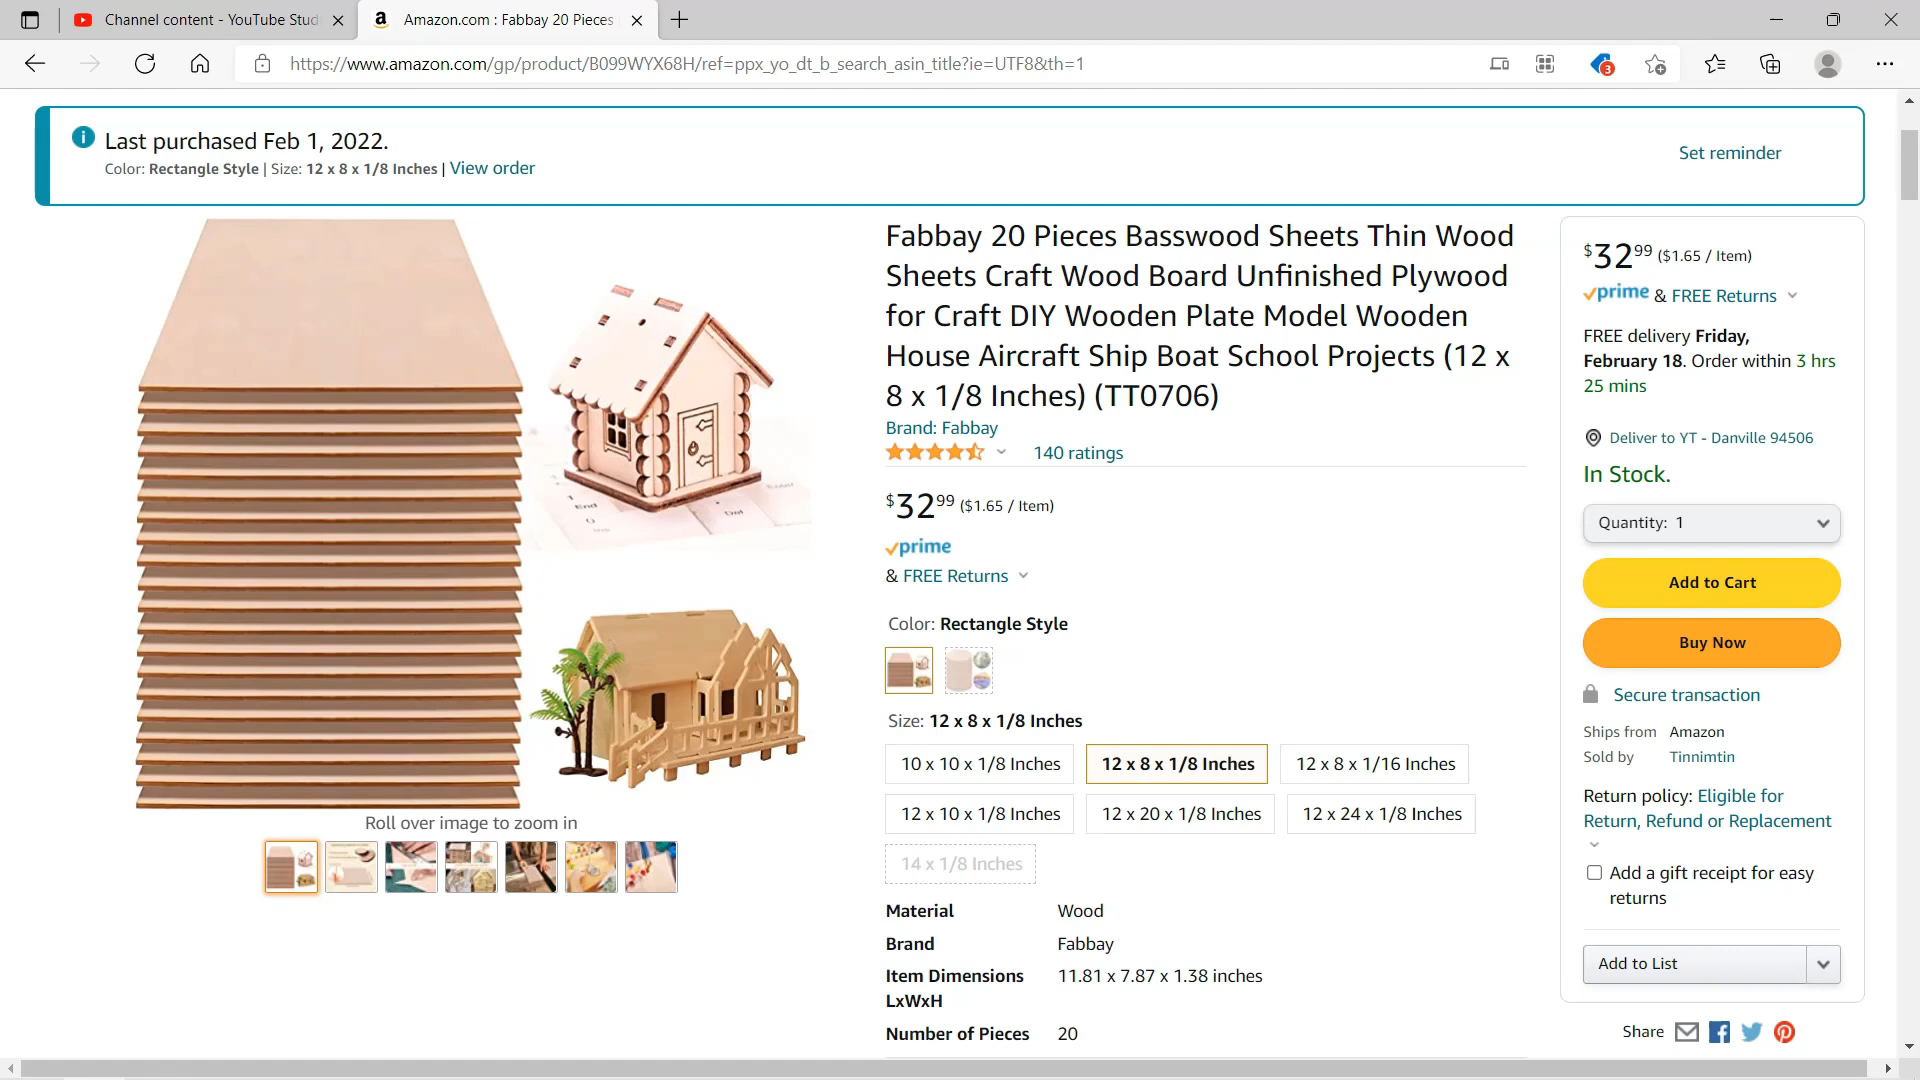 Channel content - YouTube Stud
Amazon.com : Fabbay 20 Pieces
https://www.amazon.com/gp/product/B099WYX68H/ref=ppx_yo_dt_b_search_asin_title?ie=UTF8&th=1
3
Last purchased Feb 1, 2022.
Color: Rectangle Style | Size: 12 x 8 x 1/8 Inches | View order
Set reminder
Fabbay 20 Pieces Basswood Sheets Thin Wood
Sheets Craft Wood Board Unfinished Plywood
for Craft DIY Wooden Plate Model Wooden
House Aircraft Ship Boat School Projects (12 x
8 x 1/8 Inches) (TT0706)
Brand: Fabbay
140 ratings
$32 99 ($1.65 / Item)
prime
& FREE Returns
Color: Rectangle Style
Size: 12 x 8 x 1/8 Inches
10 x 10 x 1/8 Inches
12 x 8 x 1/8 Inches
12 x 8 x 1/16 Inches
12 x 10 x 1/8 Inches
12 x 20 x 1/8 Inches
12 x 24 x 1/8 Inches
14 x 1/8 Inches
Material Wood
Brand Fabbay
Item Dimensions 11.81 x 7.87 x 1.38 inches
LxWxH
Number of Pieces 20
End
Roll over image to zoom in
$32 99 ($1.65 / Item)
prime & FREE Returns
FREE delivery Friday,
February 18. Order within 3 hrs
25 mins
Deliver to YT - Danville 94506
In Stock.
Quantity: 1
Add to Cart
Buy Now
Secure transaction
Ships from Amazon
Sold by Tinnimtin
Return policy: Eligible for
Return, Refund or Replacement
Add a gift receipt for easy
returns
Add to List
Share